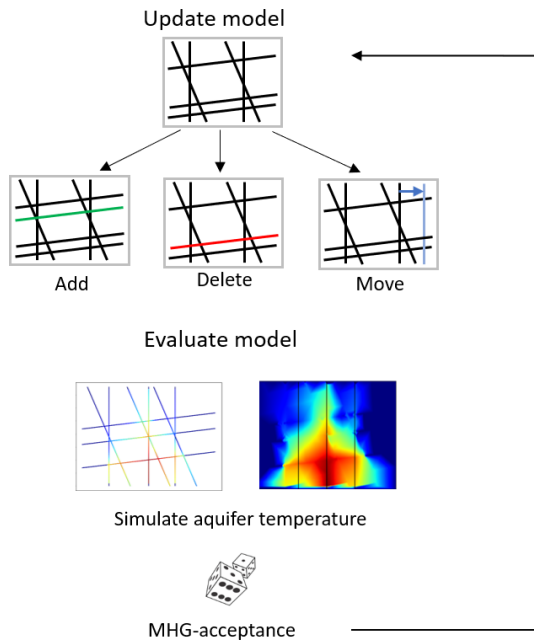 Update model
Add
Delete
Move
Evaluate model
Simulate aquifer temperature
MHG-acceptance